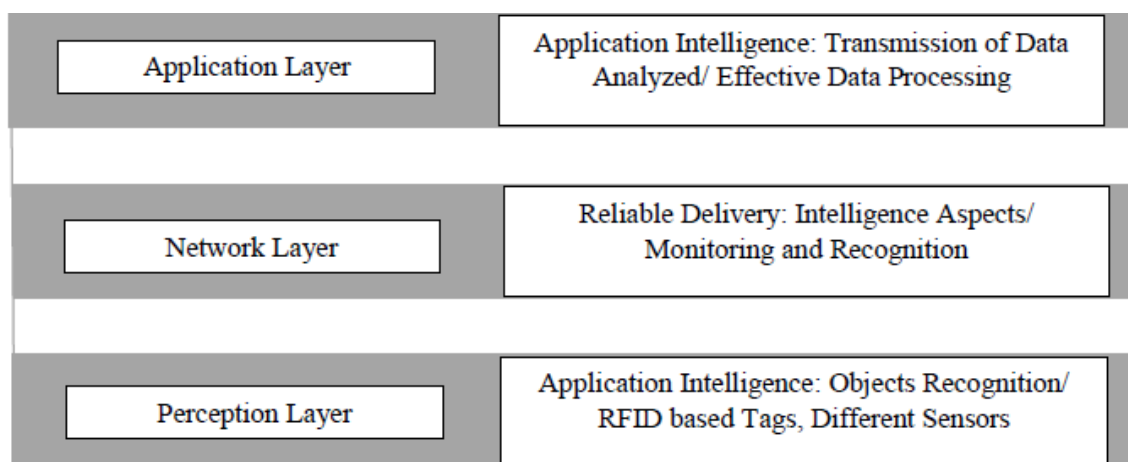 Application Layer
Application Intelligence: Transmission of Data
Analyzed/ Effective Data Processing
Network Layer
Reliable Delivery: Intelligence Aspects/
Monitoring and Recognition
Perception Layer
Application Intelligence: Objects Recognition/
RFID based Tags, Different Sensors